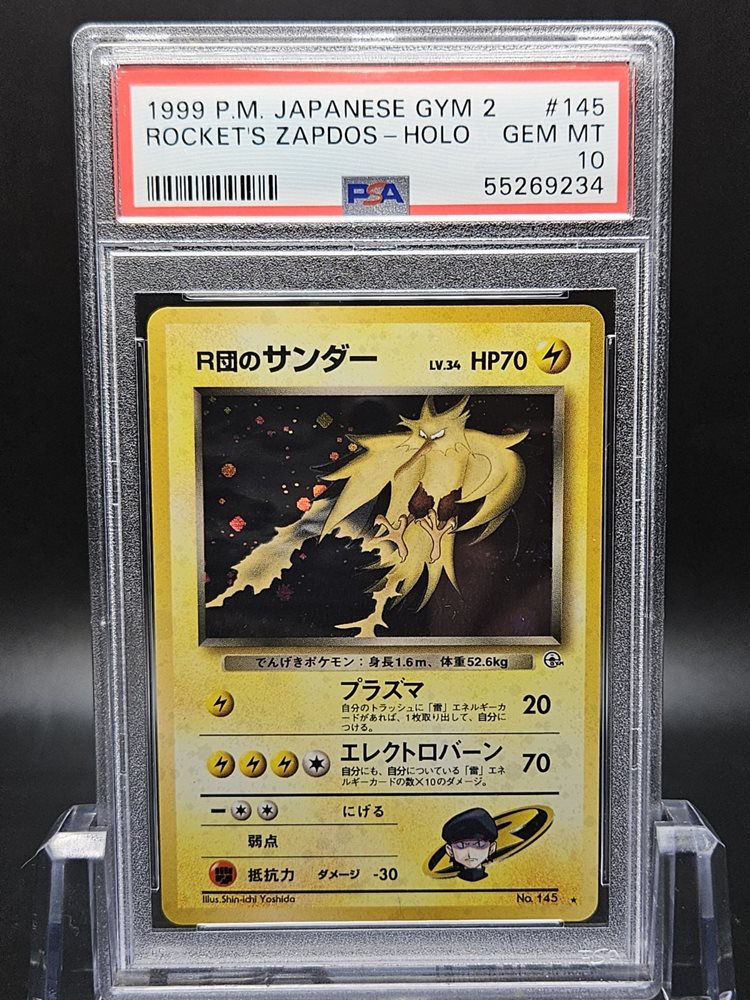 1999 P.M. JAPANESE GYM 2 #145
ROCKET'S ZAPDOS - HOLO GEM MT
10
PSA 55269234
R団のサンダー LV.34 HP70
でんげきポケモン：身長1.6m、体重52.6kg
プラズマ
自分のトラッシュに「雷」エネルギーカ
ードがあれば、1枚取り出して、自分に
つける。
20
エレクトロバーン
自分にも、自分についている「雷」エネ
ルギーカードの数×10のダメージ。
70
にげる
弱点
抵抗力 ダメージ -30
Illus.Shin-ichi Yoshida No. 145 ★
PSA